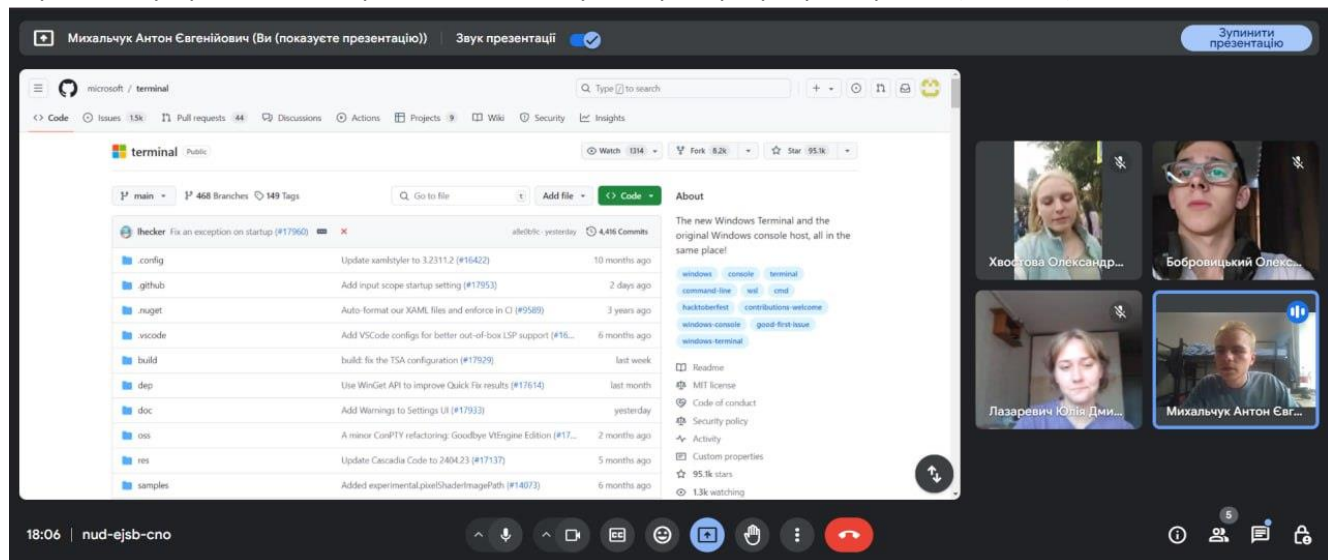 Михальчук Антон Євгенійович (Ви (показуєте презентацію))
Звук презентації
Зупинити
презентацію
microsoft / terminal
Type / to search
Code
Issues 1.5k
Pull requests 44
Discussions
Actions
Projects 9
Wiki
Security
Insights
terminal Public
Watch 1314
Fork 8.2k
Star 95.1k
main
468 Branches
149 Tags
Go to file
t
Add file
Code
lhecker Fix an exception on startup (#17960)
yesterday
4,416 Commits
.config Update xamlstyler to 3.2311.2 (#16422) 10 months ago
.github Add input scope startup setting (#17953) 2 days ago
.nuget Auto-format our XAML files and enforce in CI (#9589) 3 years ago
.vscode Add VSCode configs for better out-of-box LSP support (#16... 6 months ago
build build: fix the TSA configuration (#17929) last week
dep Use WinGet API to improve Quick Fix results (#17614) last month
doc Add Warnings to Settings UI (#17933) yesterday
oss A minor ConPTY refactoring: Goodbye VtEngine Edition (#17... 2 months ago
res Update Cascadia Code to 2404.23 (#17137) 5 months ago
samples Added experimental.pixelShaderImagePath (#14073) 6 months ago
About
The new Windows Terminal and the
original Windows console host, all in the
same place!
windows console terminal
command-line wsl cmd
hacktoberfest contributions-welcome
windows-console good-first-issue
windows-terminal
Readme
MIT license
Code of conduct
Security policy
Activity
Custom properties
95.1k stars
1.3k watching
Хвостова Олександр...
Бобровицький Олекс...
Лазаревич Юлія Дми...
Михальчук Антон Євг...
18:06 | nud-ejsb-cno
CC
5